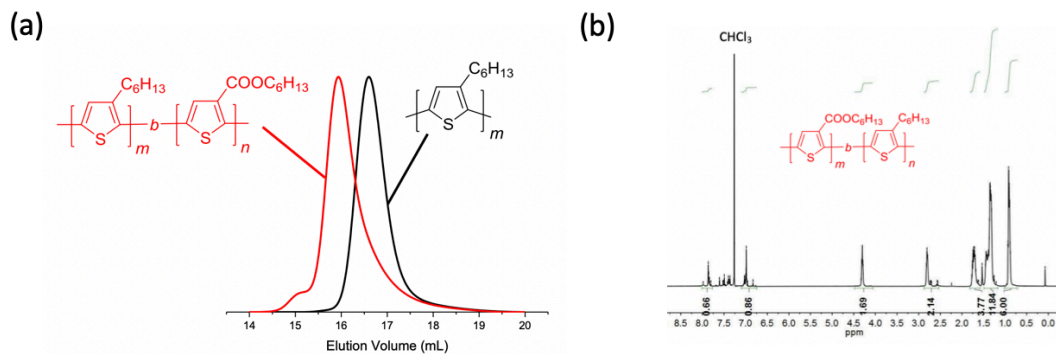 (a)
C6H13
COOC6H13
S
m
b
S
n
C6H13
S
m
14 15 16 17 18 19 20
Elution Volume (mL)
(b)
CHCl3
COOC6H13
C6H13
S
m
b
S
n
0.66
0.86
1.69
2.14
3.77
11.84
6.00
8.5 8.0 7.5 7.0 6.5 6.0 5.5 5.0 4.5 4.0 3.5 3.0 2.5 2.0 1.5 1.0 0.5 0.0
ppm